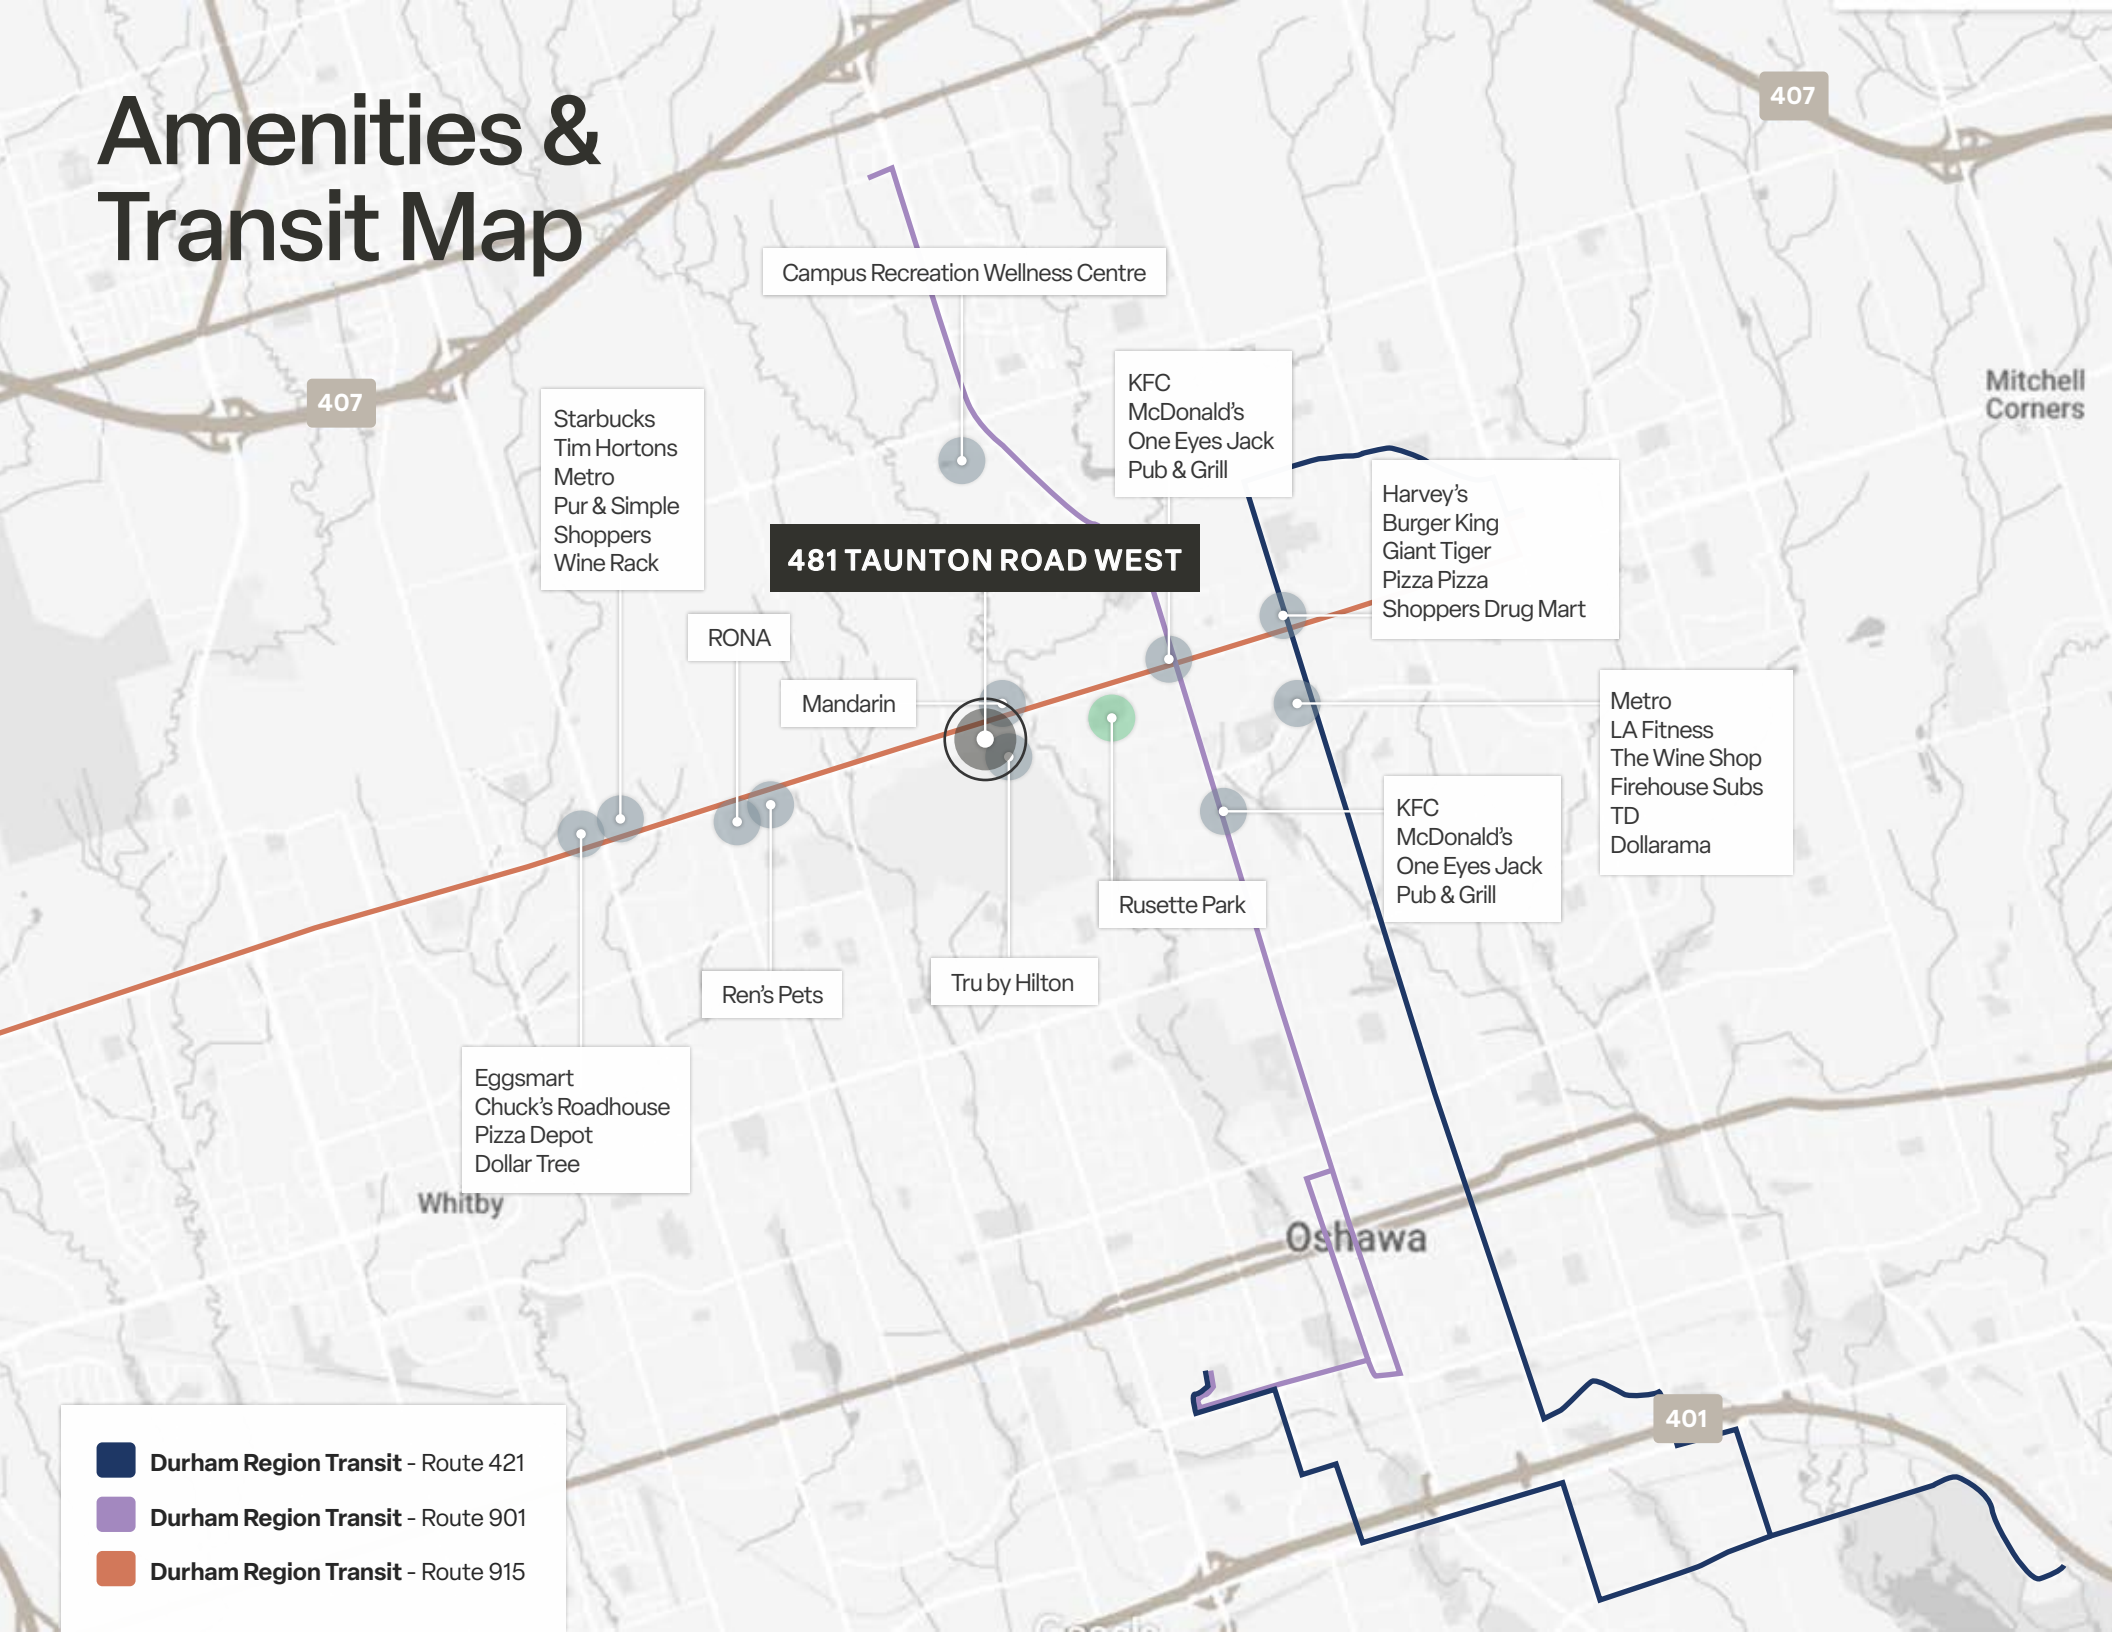 Amenities &
Transit Map
407
407
Campus Recreation Wellness Centre
Mitchell
Corners
KFC
McDonald's
One Eyes Jack
Pub & Grill
Starbucks
Tim Hortons
Metro
Pur & Simple
Shoppers
Wine Rack
Harvey's
Burger King
Giant Tiger
Pizza Pizza
Shoppers Drug Mart
481 TAUNTON ROAD WEST
RONA
Mandarin
Metro
LA Fitness
The Wine Shop
Firehouse Subs
TD
Dollarama
KFC
McDonald's
One Eyes Jack
Pub & Grill
Rusette Park
Ren's Pets
Tru by Hilton
Eggsmart
Chuck's Roadhouse
Pizza Depot
Dollar Tree
Whitby
Oshawa
401
Durham Region Transit - Route 421
Durham Region Transit - Route 901
Durham Region Transit - Route 915
Google